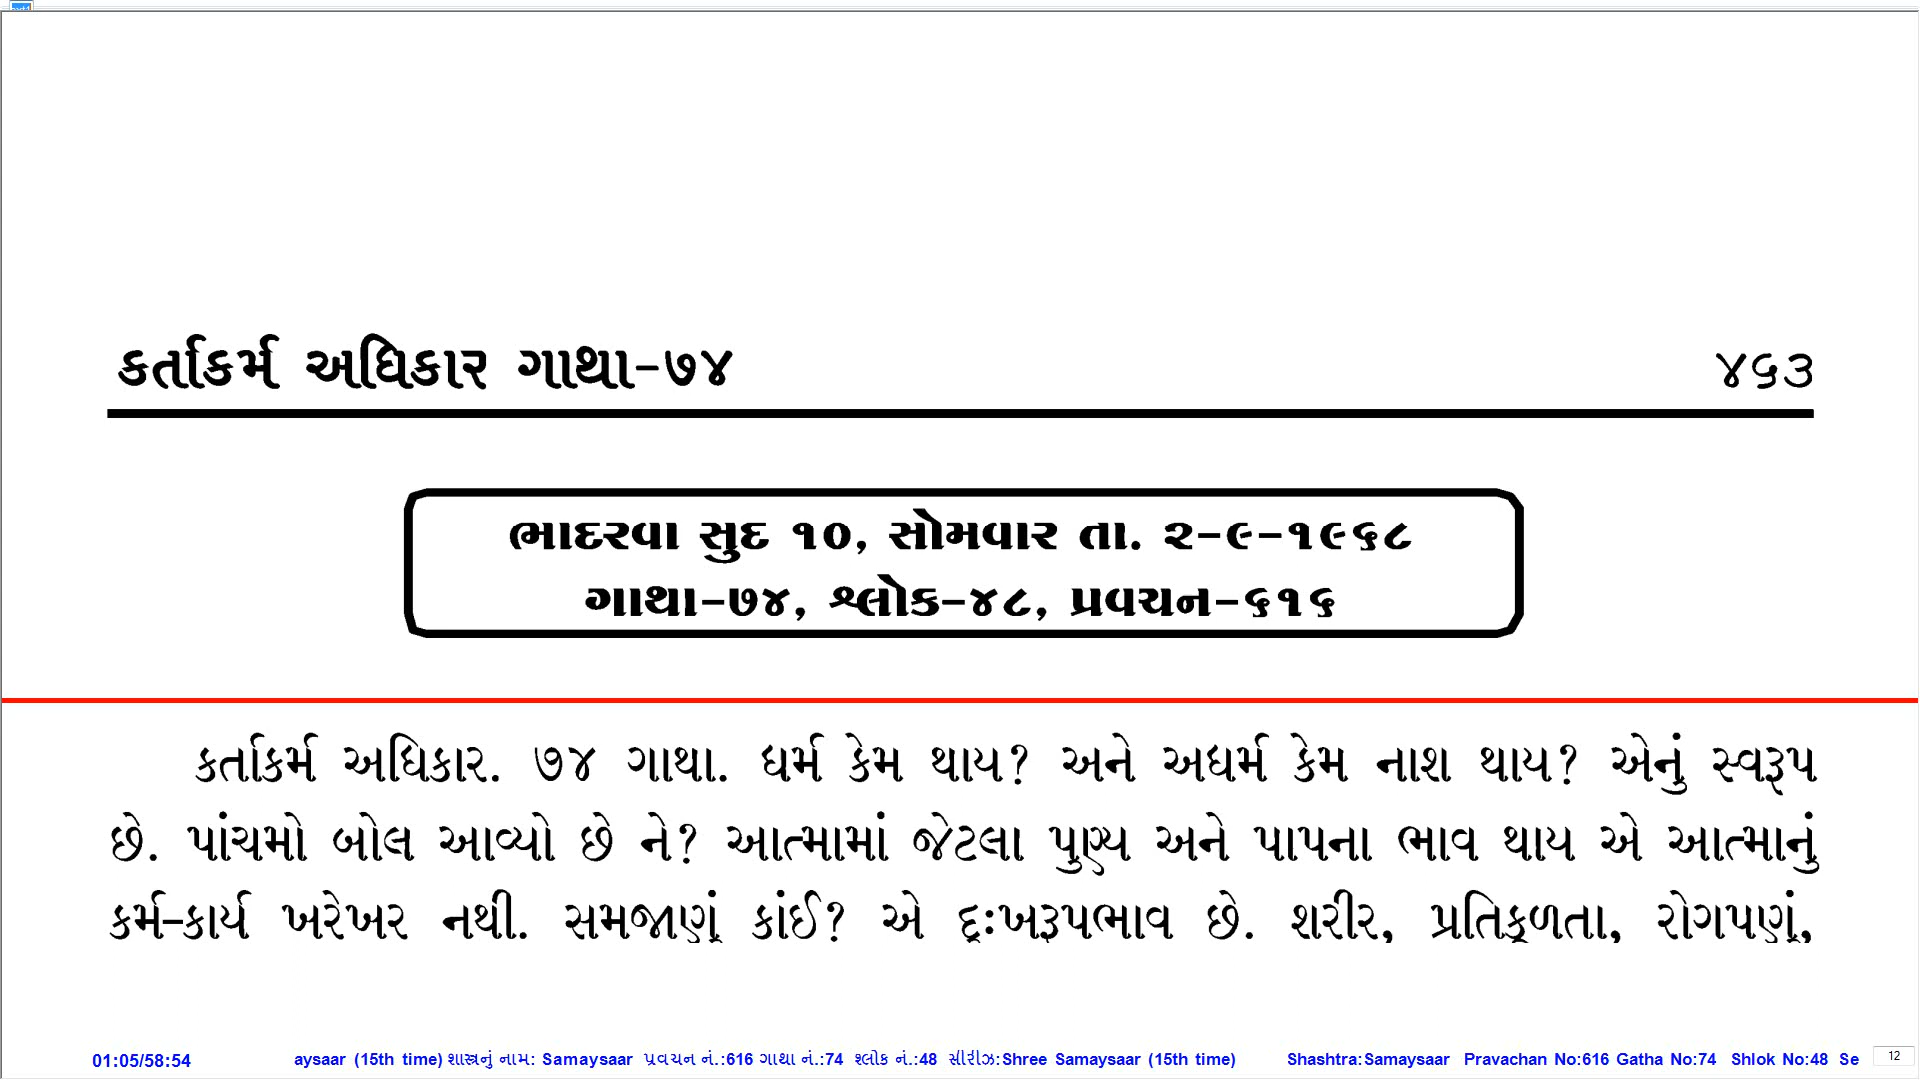 કર્તાકર્મ અધિકાર ગાથા-૭૪ ૪૬૩
ભાદરવા સુદ ૧૦, સોમવાર તા. ૨-૯-૧૯૬૮
ગાથા-૭૪, શ્લોક-૪૮, પ્રવચન-૬૧૬
કર્તાકર્મ અધિકાર. ૭૪ ગાથા. ધર્મ કેમ થાય? અને અધર્મ કેમ નાશ થાય? એનું સ્વરૂપ
છે. પાંચમો બોલ આવ્યો છે ને? આત્મામાં જેટલા પુણ્ય અને પાપના ભાવ થાય એ આત્માનું
કર્મ-કાર્ય ખરેખર નથી. સમજાણું કાંઈ? એ દુઃખરૂપભાવ છે. શરીર, પ્રતિકૂળતા, રોગપણું,
01:05/58:54 aysaar (15th time) શાસ્ત્રનું નામ: Samaysaar પ્રવચન નં.:616 ગાથા નં.:74 શ્લોક નં.:48 સીરીઝ:Shree Samaysaar (15th time) Shashtra:Samaysaar Pravachan No:616 Gatha No:74 Shlok No:48 Se 12